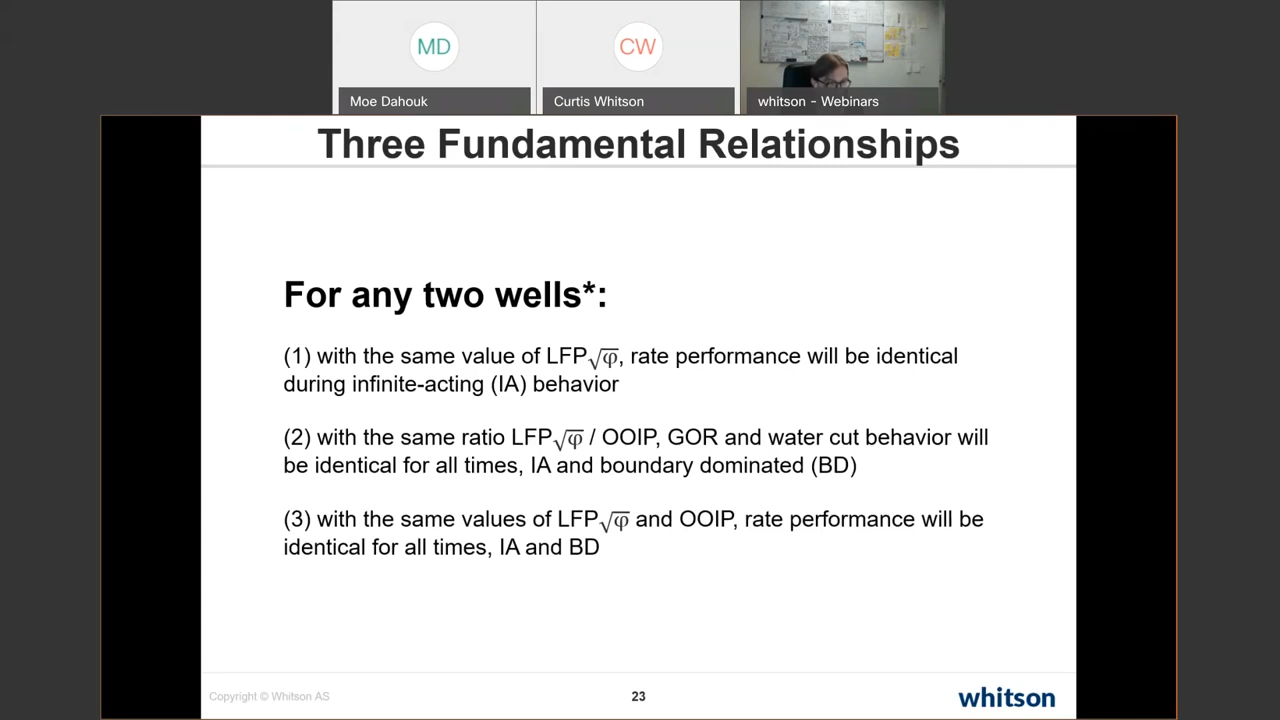 MD
CW
Moe Dahouk
Curtis Whitson
whitson - Webinars
Three Fundamental Relationships
For any two wells*:
(1) with the same value of LFP√φ, rate performance will be identical
during infinite-acting (IA) behavior
(2) with the same ratio LFP√φ / OOIP, GOR and water cut behavior will
be identical for all times, IA and boundary dominated (BD)
(3) with the same values of LFP√φ and OOIP, rate performance will be
identical for all times, IA and BD
Copyright © Whitson AS
23
whitson